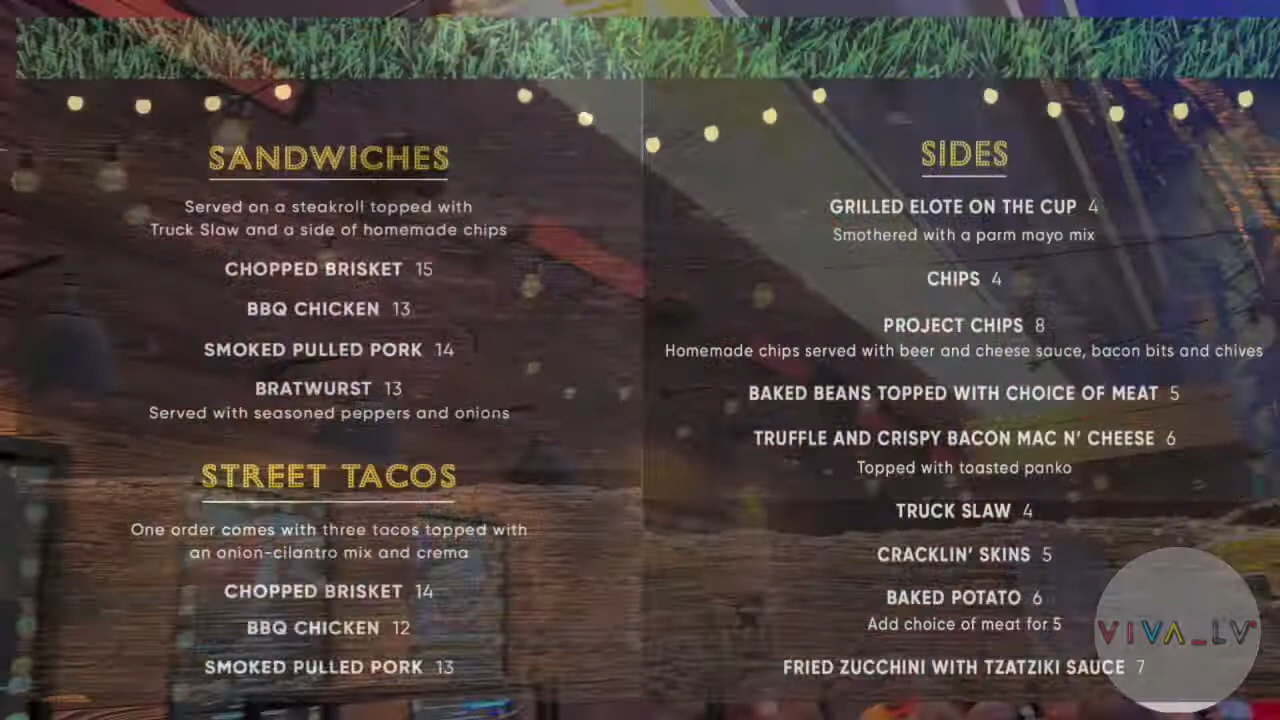 SANDWICHES
Served on a steakroll topped with
Truck Slaw and a side of homemade chips
CHOPPED BRISKET 15
BBQ CHICKEN 13
SMOKED PULLED PORK 14
BRATWURST 13
Served with seasoned peppers and onions
STREET TACOS
One order comes with three tacos topped with
an onion-cilantro mix and crema
CHOPPED BRISKET 14
BBQ CHICKEN 12
SMOKED PULLED PORK 13
SIDES
GRILLED ELOTE ON THE CUP 4
Smothered with a parm mayo mix
CHIPS 4
PROJECT CHIPS 8
Homemade chips served with beer and cheese sauce, bacon bits and chives
BAKED BEANS TOPPED WITH CHOICE OF MEAT 5
TRUFFLE AND CRISPY BACON MAC N' CHEESE 6
Topped with toasted panko
TRUCK SLAW 4
CRACKLIN' SKINS 5
BAKED POTATO 6
Add choice of meat for 5
FRIED ZUCCHINI WITH TZATZIKI SAUCE 7
VIVA_LV